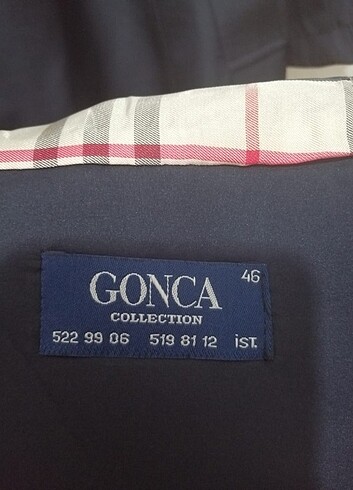 46
GONCA
COLLECTION
522 99 06 519 81 12 İST.